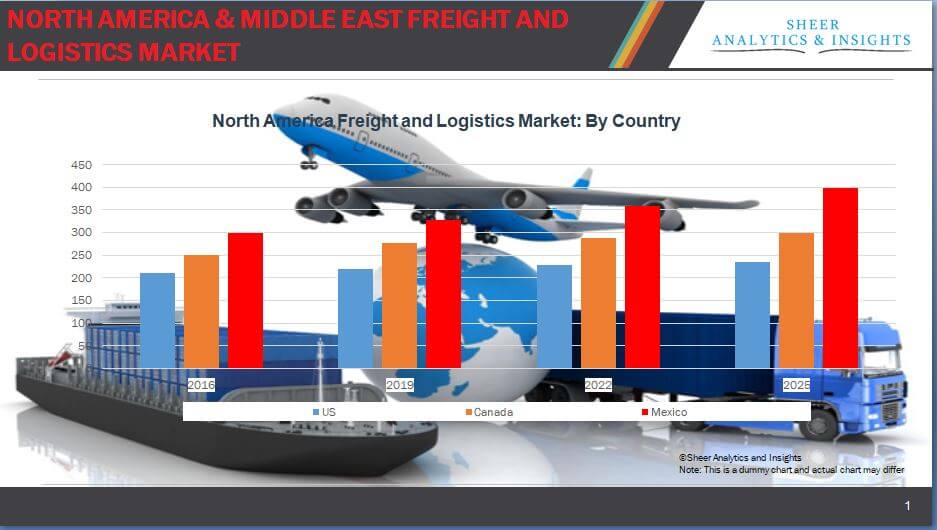 NORTH AMERICA & MIDDLE EAST FREIGHT AND
LOGISTICS MARKET
SHEER
ANALYTICS & INSIGHTS
North America Freight and Logistics Market: By Country
450
400
350
300
250
200
150
100
5
2016
2019
2022
2025
US
Canada
Mexico
©Sheer Analytics and Insights
Note: This is a dummy chart and actual chart may differ
1